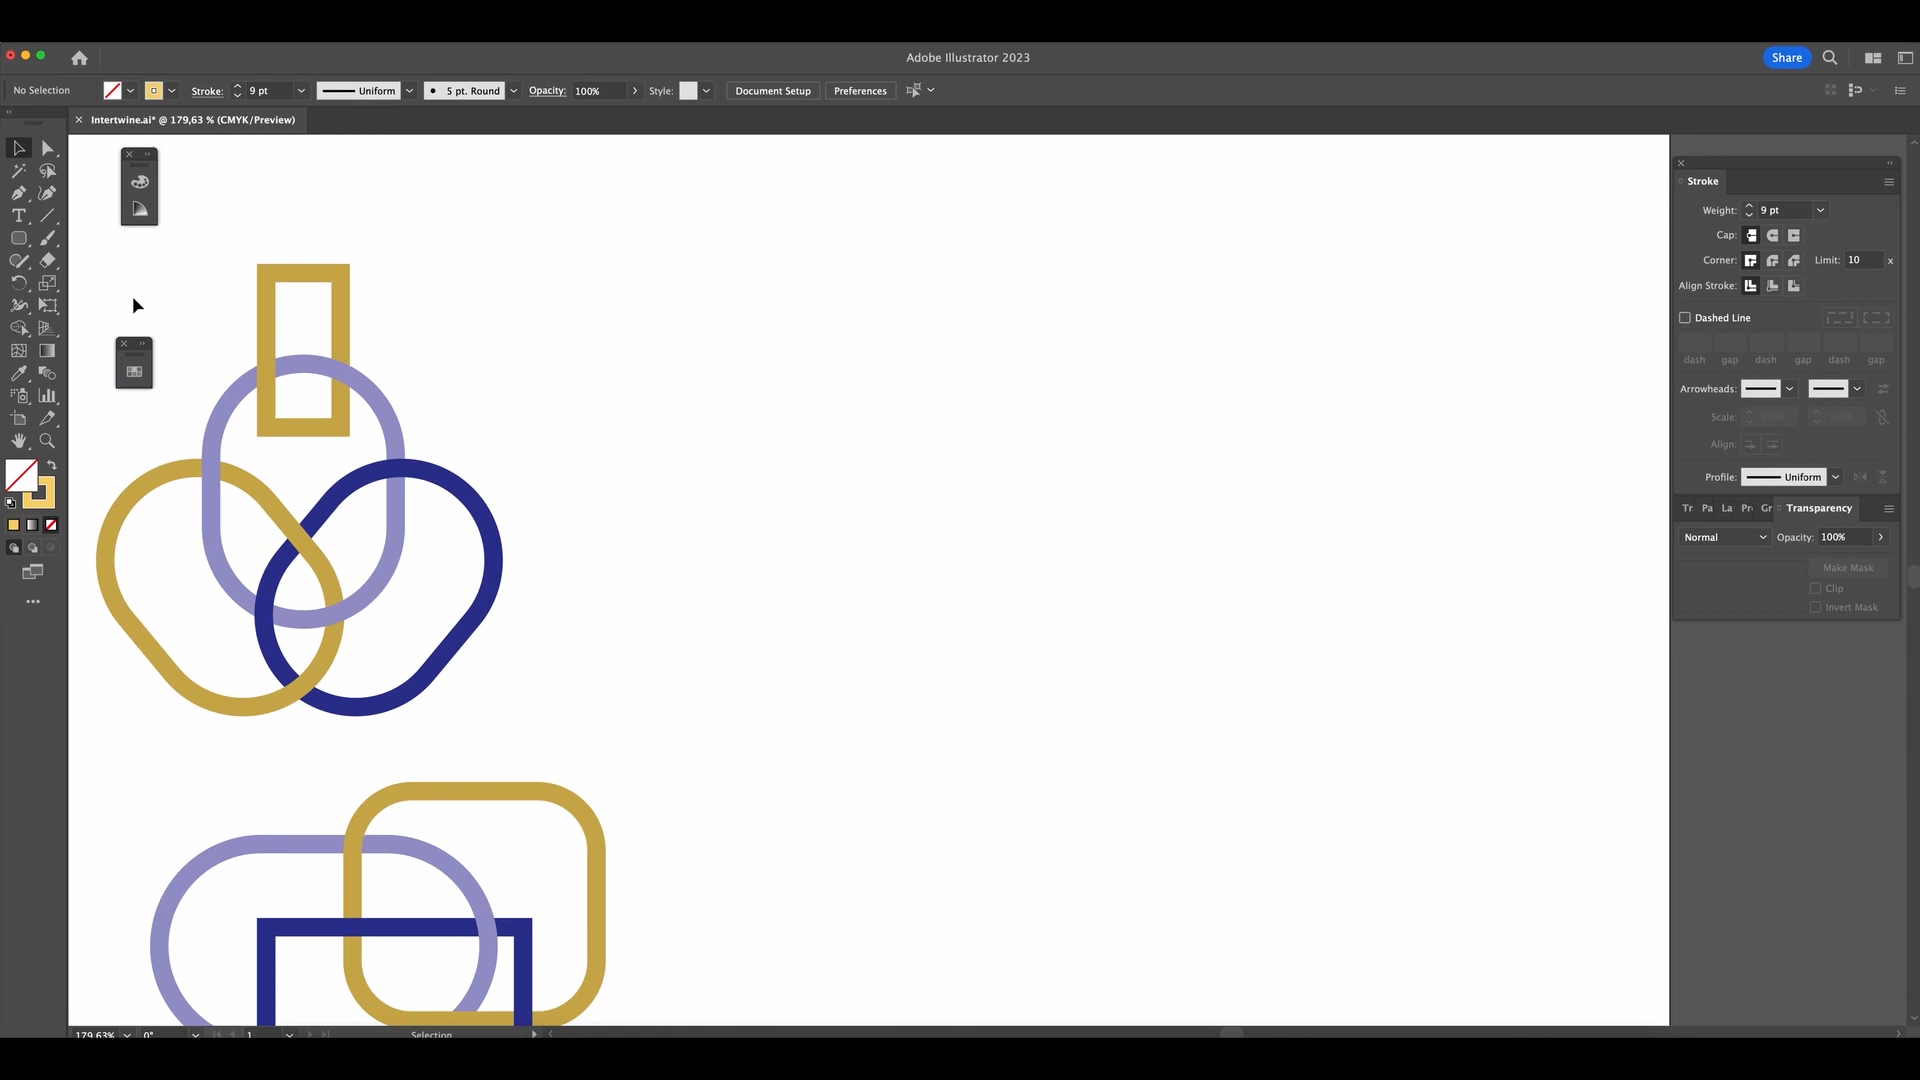 Adobe Illustrator 2023
Share
No Selection
Stroke:
9 pt
Uniform
5 pt. Round
Opacity:
100%
Style:
Document Setup
Preferences
Intertwine.ai* @ 179,63 % (CMYK/Preview)
Stroke
Weight:
9 pt
Cap:
Corner:
Limit:
10
x
Align Stroke:
Dashed Line
dash gap dash gap dash gap
Arrowheads:
Scale:
100%
100%
Align:
Profile:
Uniform
Tr Pa La Pr Gr Transparency
Normal
Opacity:
100%
Make Mask
Clip
Invert Mask
179,63%
0°
1
Selection